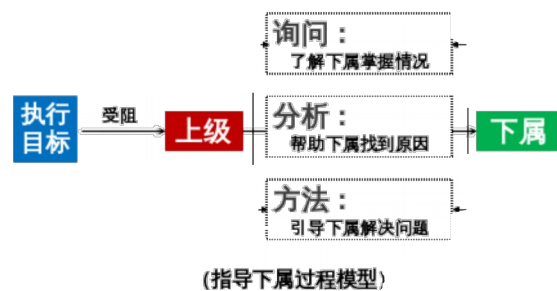 询问：
了解下属掌握情况
执行
目标
受阻
上级
分析：
帮助下属找到原因
下属
方法：
引导下属解决问题
（指导下属过程模型）